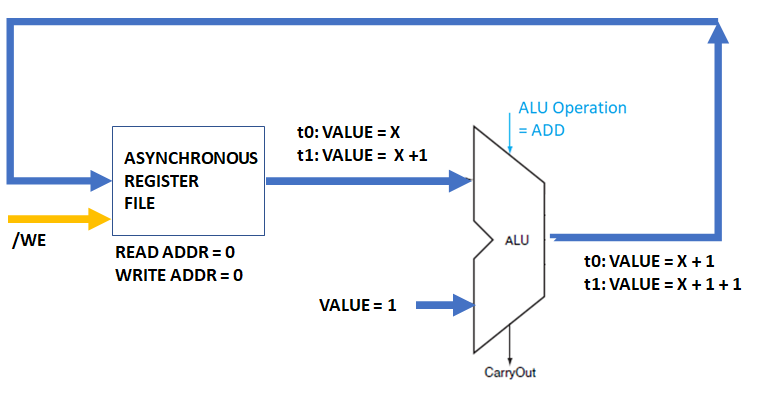 ALU Operation
= ADD
t0: VALUE = X
t1: VALUE = X +1
ASYNCHRONOUS
REGISTER
FILE
/WE
READ ADDR = 0
WRITE ADDR = 0
ALU
t0: VALUE = X + 1
t1: VALUE = X + 1 + 1
VALUE = 1
CarryOut